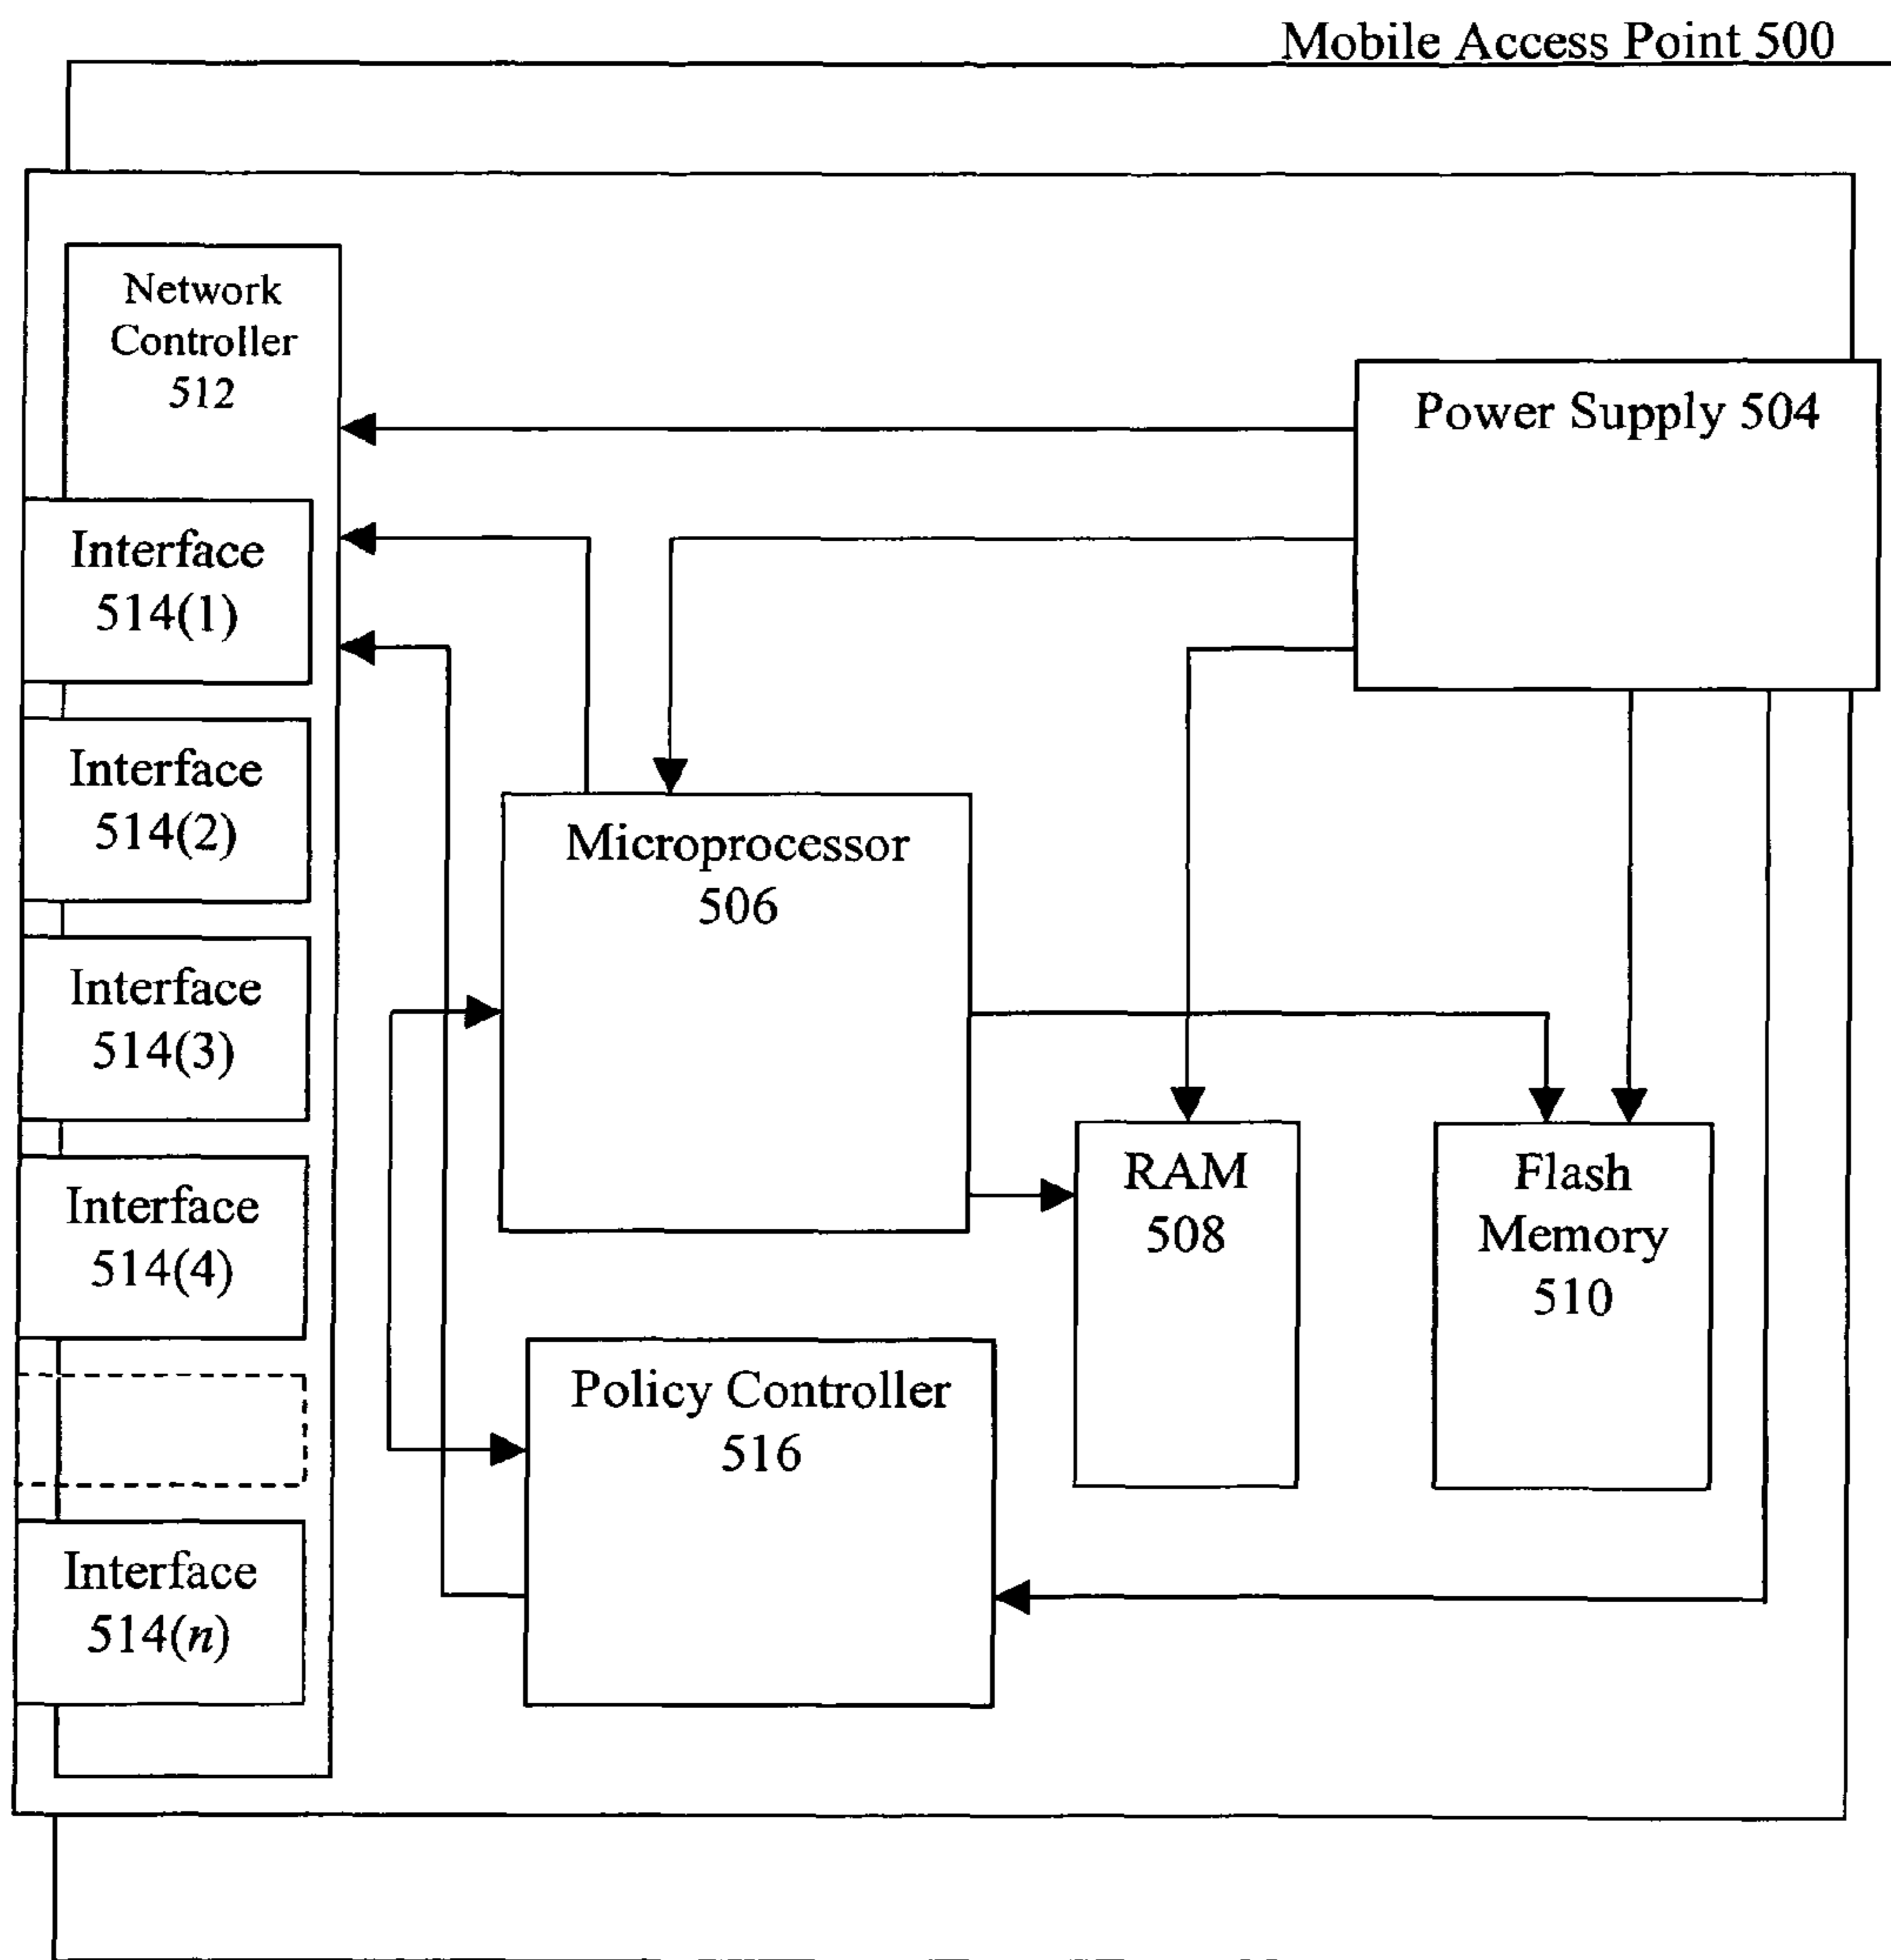 Mobile Access Point 500
Network
Controller
512
Power Supply 504
Interface
514(1)
Interface
514(2)
Microprocessor
506
Interface
514(3)
Interface
514(4)
RAM
508
Flash
Memory
510
Policy Controller
516
Interface
514(n)